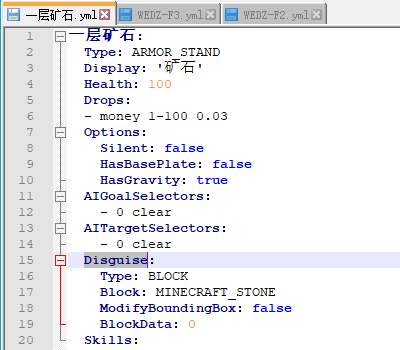 一层矿石.yml WEDZ-F3.yml WEDZ-F2.yml
1 一层矿石:
2 Type: ARMOR_STAND
3 Display: '矿石'
4 Health: 100
5 Drops:
6 - money 1-100 0.03
7 Options:
8 Silent: false
9 HasBasePlate: false
10 HasGravity: true
11 AIGoalSelectors:
12 - 0 clear
13 AITargetSelectors:
14 - 0 clear
15 Disguise:
16 Type: BLOCK
17 Block: MINECRAFT_STONE
18 ModifyBoundingBox: false
19 BlockData: 0
20 Skills: